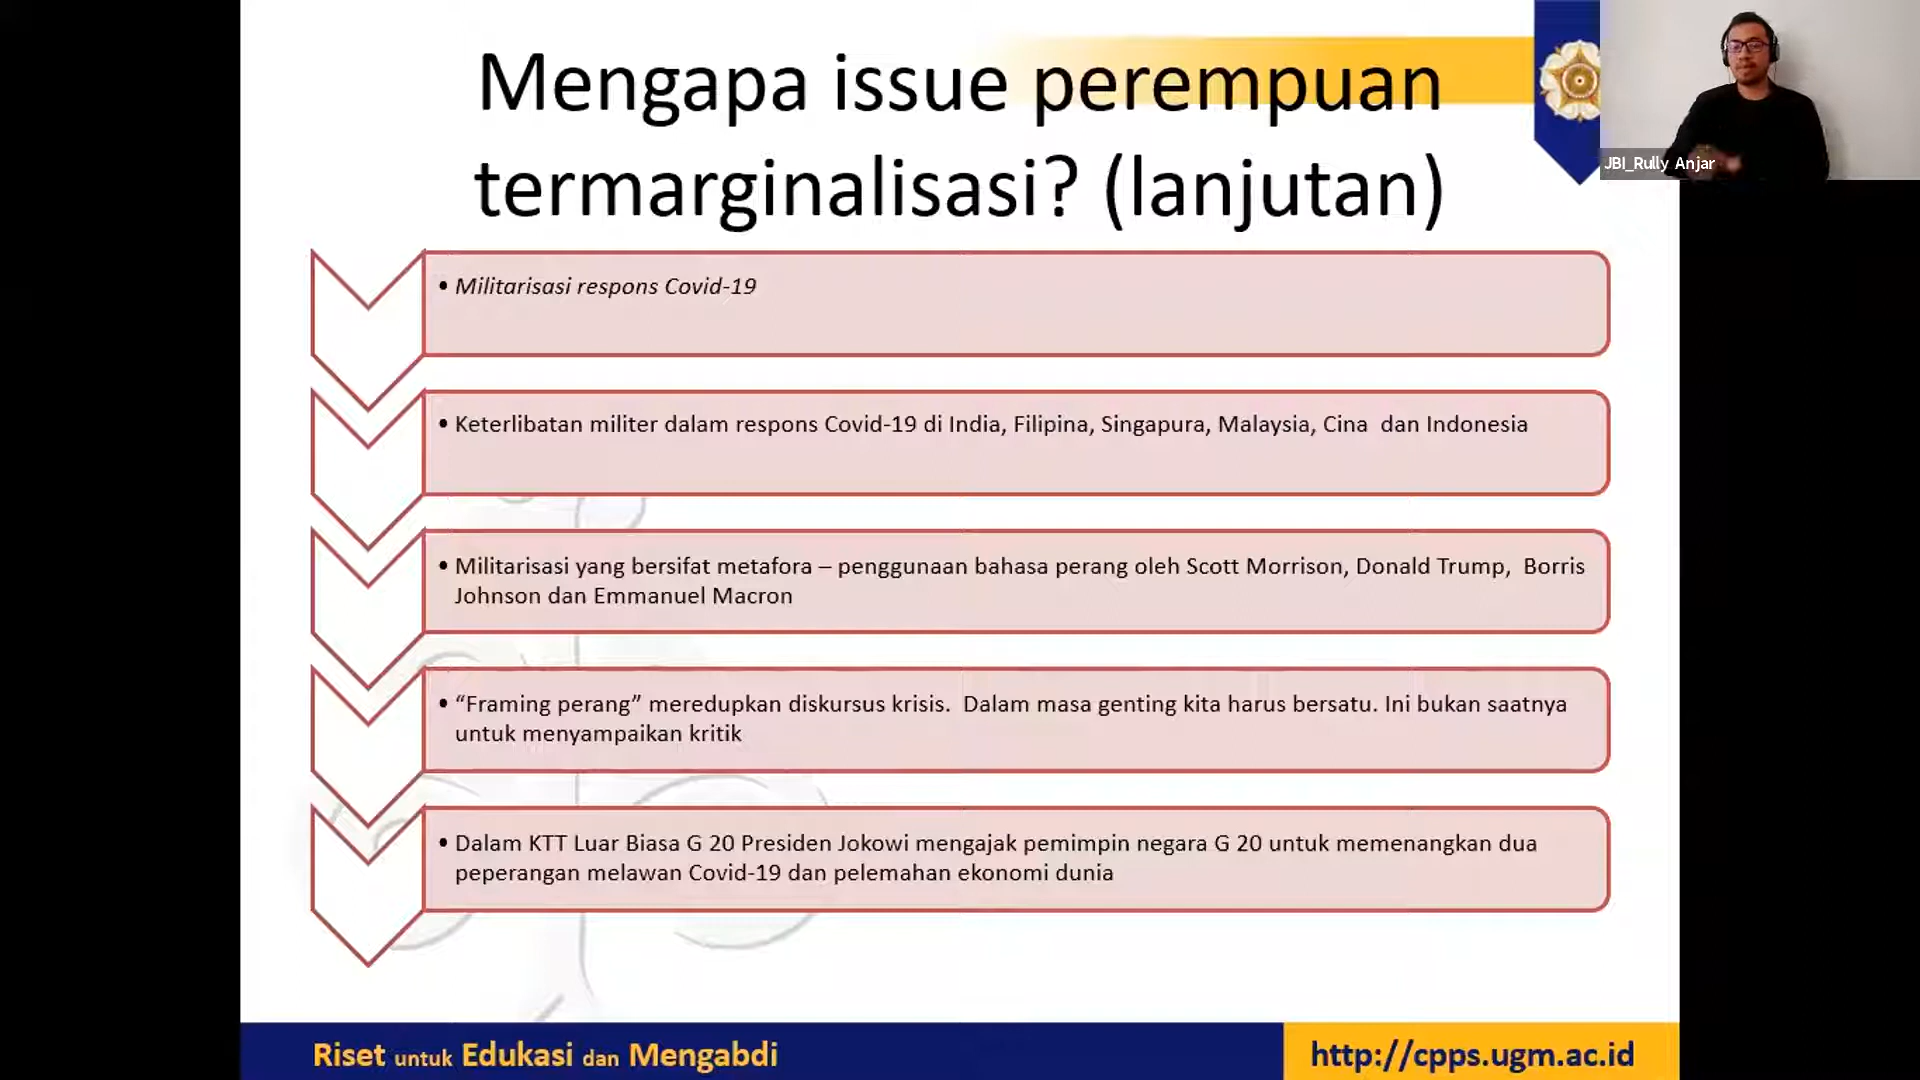 Mengapa issue perempuan
termarginalisasi? (lanjutan)
JBI_Rully Anjar
• Militarisasi respons Covid-19
• Keterlibatan militer dalam respons Covid-19 di India, Filipina, Singapura, Malaysia, Cina  dan Indonesia
• Militarisasi yang bersifat metafora – penggunaan bahasa perang oleh Scott Morrison, Donald Trump,  Borris
Johnson dan Emmanuel Macron
• “Framing perang” meredupkan diskursus krisis.  Dalam masa genting kita harus bersatu. Ini bukan saatnya
untuk menyampaikan kritik
• Dalam KTT Luar Biasa G 20 Presiden Jokowi mengajak pemimpin negara G 20 untuk memenangkan dua
peperangan melawan Covid-19 dan pelemahan ekonomi dunia
Riset untuk Edukasi dan Mengabdi
http://cpps.ugm.ac.id